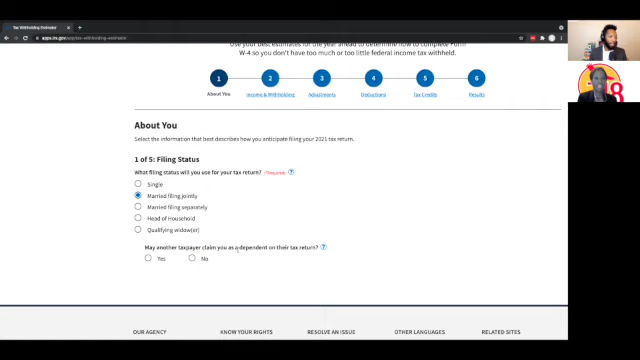 Tax Withholding Estimator
apps.irs.gov/app/tax-withholding-estimator
Use your best estimates for the year ahead to determine how to complete Form
W-4 so you don't have too much or too little federal income tax withheld.
1 2 3 4 5 6
About You Income & Withholding Adjustments Deductions Tax Credits Results
About You
Select the information that best describes how you anticipate filing your 2021 tax return.
1 of 5: Filing Status
What filing status will you use for your tax return? (*Required) ?
Single
Married filing jointly
Married filing separately
Head of Household
Qualifying widow(er)
May another taxpayer claim you as a dependent on their tax return? ?
Yes No
OUR AGENCY KNOW YOUR RIGHTS RESOLVE AN ISSUE OTHER LANGUAGES RELATED SITES
8